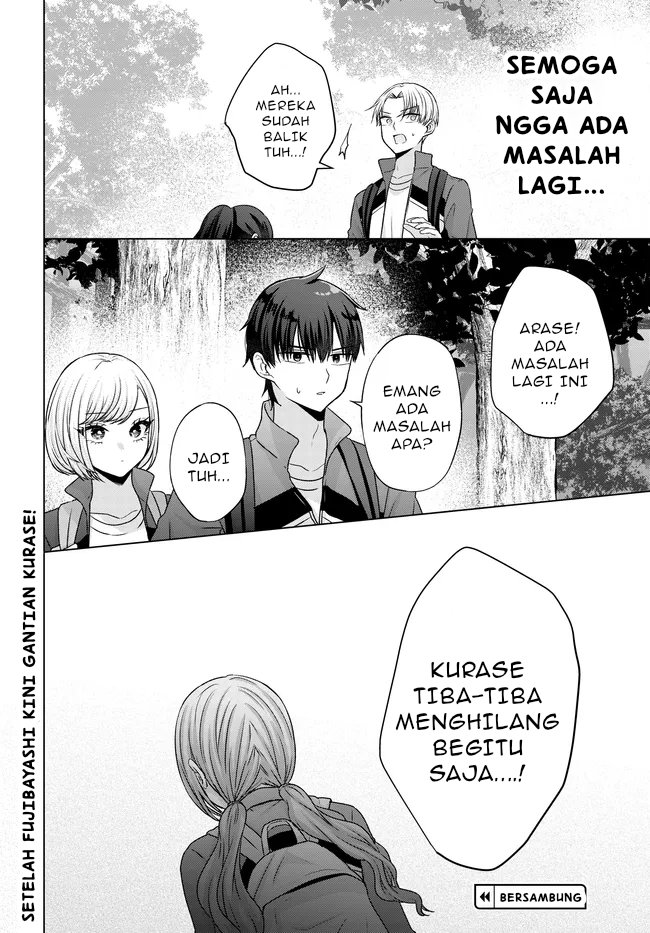 SEMOGA
SAJA
NGGA ADA
MASALAH
LAGI...
AH...
MEREKA
SUDAH
BALIK
TUH...!
ARASE!
ADA
MASALAH
LAGI INI
...!
EMANG
ADA
MASALAH
APA?
JADI
TUH...
KURASE
TIBA-TIBA
MENGHILANG
BEGITU
SAJA....!
SETELAH FUJIBAYASHI KINI GANTIAN KURASE!
BERSAMBUNG